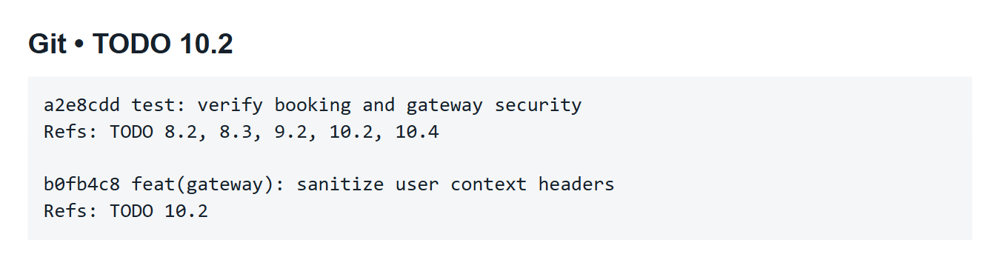 Git • TODO 10.2
a2e8cdd test: verify booking and gateway security
Refs: TODO 8.2, 8.3, 9.2, 10.2, 10.4
b0fb4c8 feat(gateway): sanitize user context headers
Refs: TODO 10.2